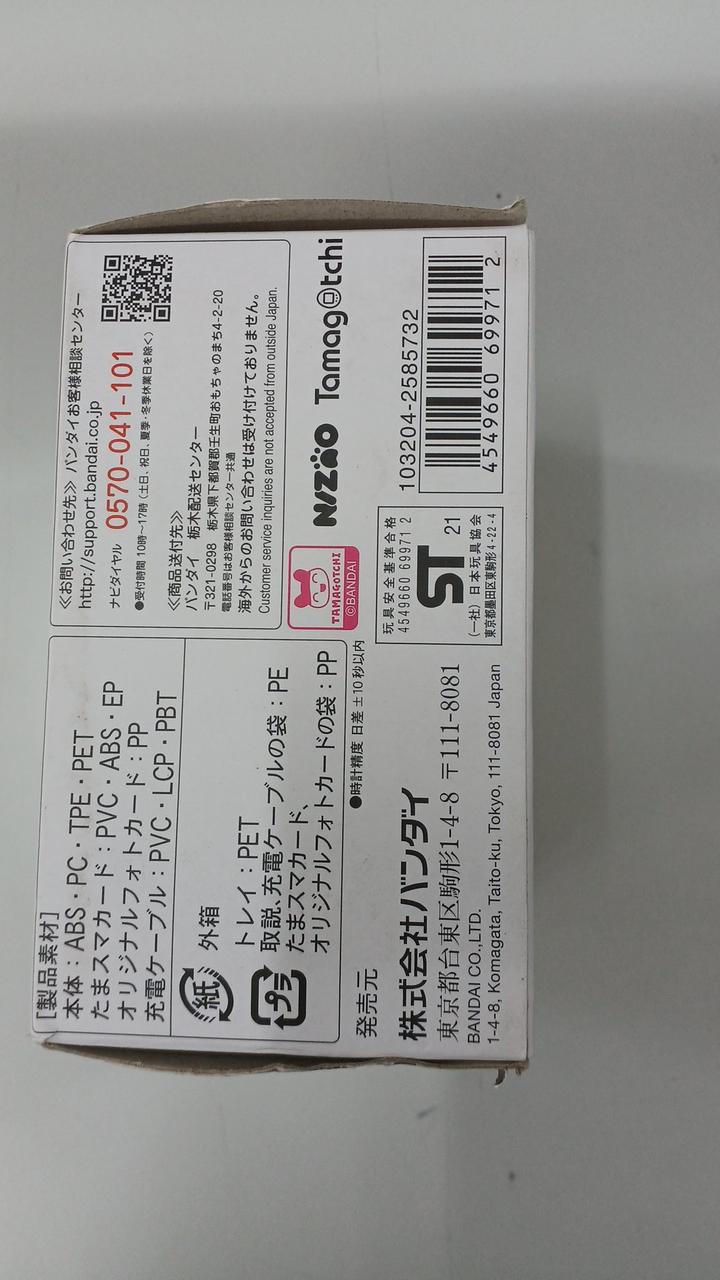 [製品素材]
本体：ABS・PC・TPE・PET
たまスマカード：PVC・ABS・EP
オリジナルフォトカード：PP
充電ケーブル：PVC・LCP・PBT
紙
外箱
プラ
トレイ：PET
取説、充電ケーブルの袋：PE
たまスマカード、
オリジナルフォトカードの袋：PP
●時計精度 日差±10秒以内
発売元
株式会社バンダイ
東京都台東区駒形1-4-8 〒111-8081
BANDAI CO.,LTD.
1-4-8, Komagata, Taito-ku, Tokyo, 111-8081 Japan
≪お問い合わせ先≫ バンダイお客様相談センター
http://support.bandai.co.jp
ナビダイヤル 0570-041-101
●受付時間 10時〜17時（土日、祝日、夏季・冬季休業日を除く）
≪商品送付先≫
バンダイ 栃木配送センター
〒321-0298 栃木県下都賀郡壬生町おもちゃのまち4-2-20
電話番号はお客様相談センター共通
海外からのお問い合わせは受け付けておりません。
Customer service inquiries are not accepted from outside Japan.
TAMAGOTCHI
©BANDAI
NIZOO Tamagotchi
玩具安全基準合格
4549660 69971 2
ST 21
（一社）日本玩具協会
東京都墨田区東駒形4-22-4
103204-2585732
4549660 699712